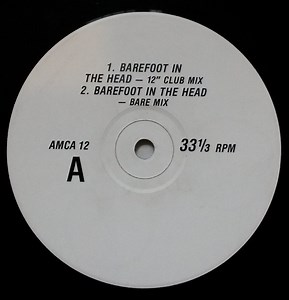 1. BAREFOOT IN
THE HEAD — 12" CLUB MIX
2. BAREFOOT IN THE HEAD
— BARE MIX
AMCA 12
33⅓ RPM
A